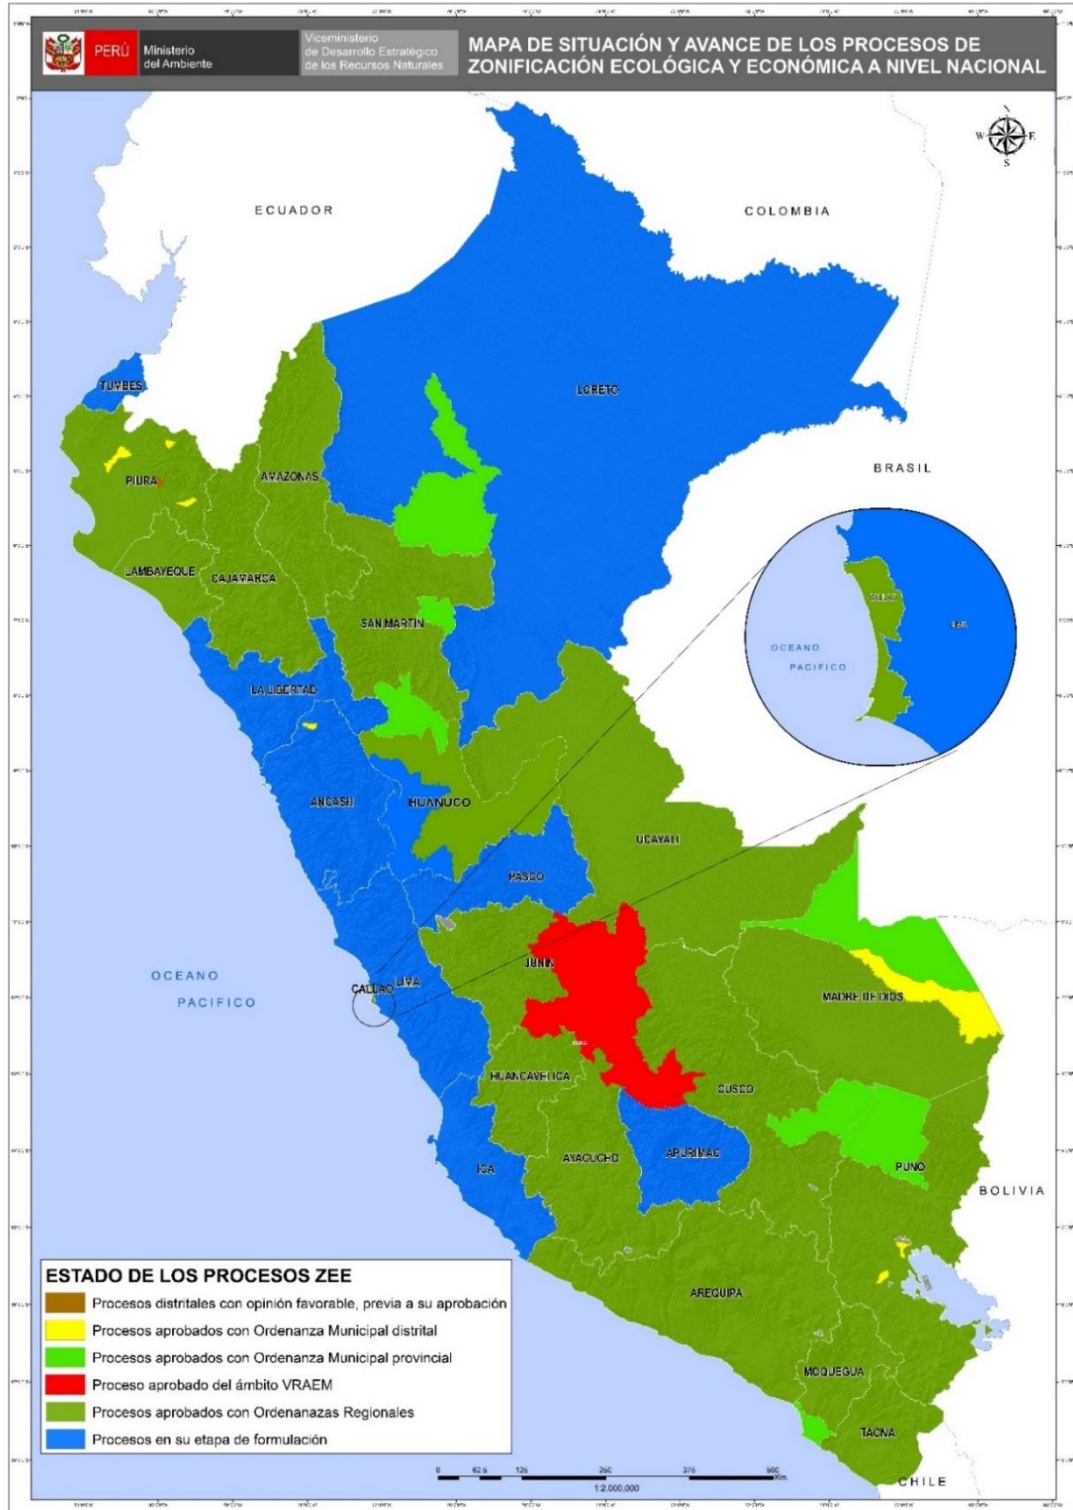 PERÚ
Ministerio
del Ambiente
Viceministerio
de Desarrollo Estratégico
de los Recursos Naturales
MAPA DE SITUACIÓN Y AVANCE DE LOS PROCESOS DE
ZONIFICACIÓN ECOLÓGICA Y ECONÓMICA A NIVEL NACIONAL
N
W E
S
ECUADOR
COLOMBIA
TUMBES
LORETO
PIURA
AMAZONAS
BRASIL
LAMBAYEQUE
CAJAMARCA
SAN MARTIN
CALLAO
LIMA
OCEANO
PACIFICO
LA LIBERTAD
ANCASH
HUANUCO
UCAYALI
PASCO
OCEANO
PACIFICO
JUNIN
LIMA
CALLAO
MADRE DE DIOS
HUANCAVELICA
CUSCO
AYACUCHO
APURIMAC
ICA
PUNO
BOLIVIA
AREQUIPA
MOQUEGUA
TACNA
CHILE
ESTADO DE LOS PROCESOS ZEE
Procesos distritales con opinión favorable, previa a su aprobación
Procesos aprobados con Ordenanza Municipal distrital
Procesos aprobados con Ordenanza Municipal provincial
Proceso aprobado del ámbito VRAEM
Procesos aprobados con Ordenanazas Regionales
Procesos en su etapa de formulación
0 62.5 125 250 375 500
Km.
1:2.000,000